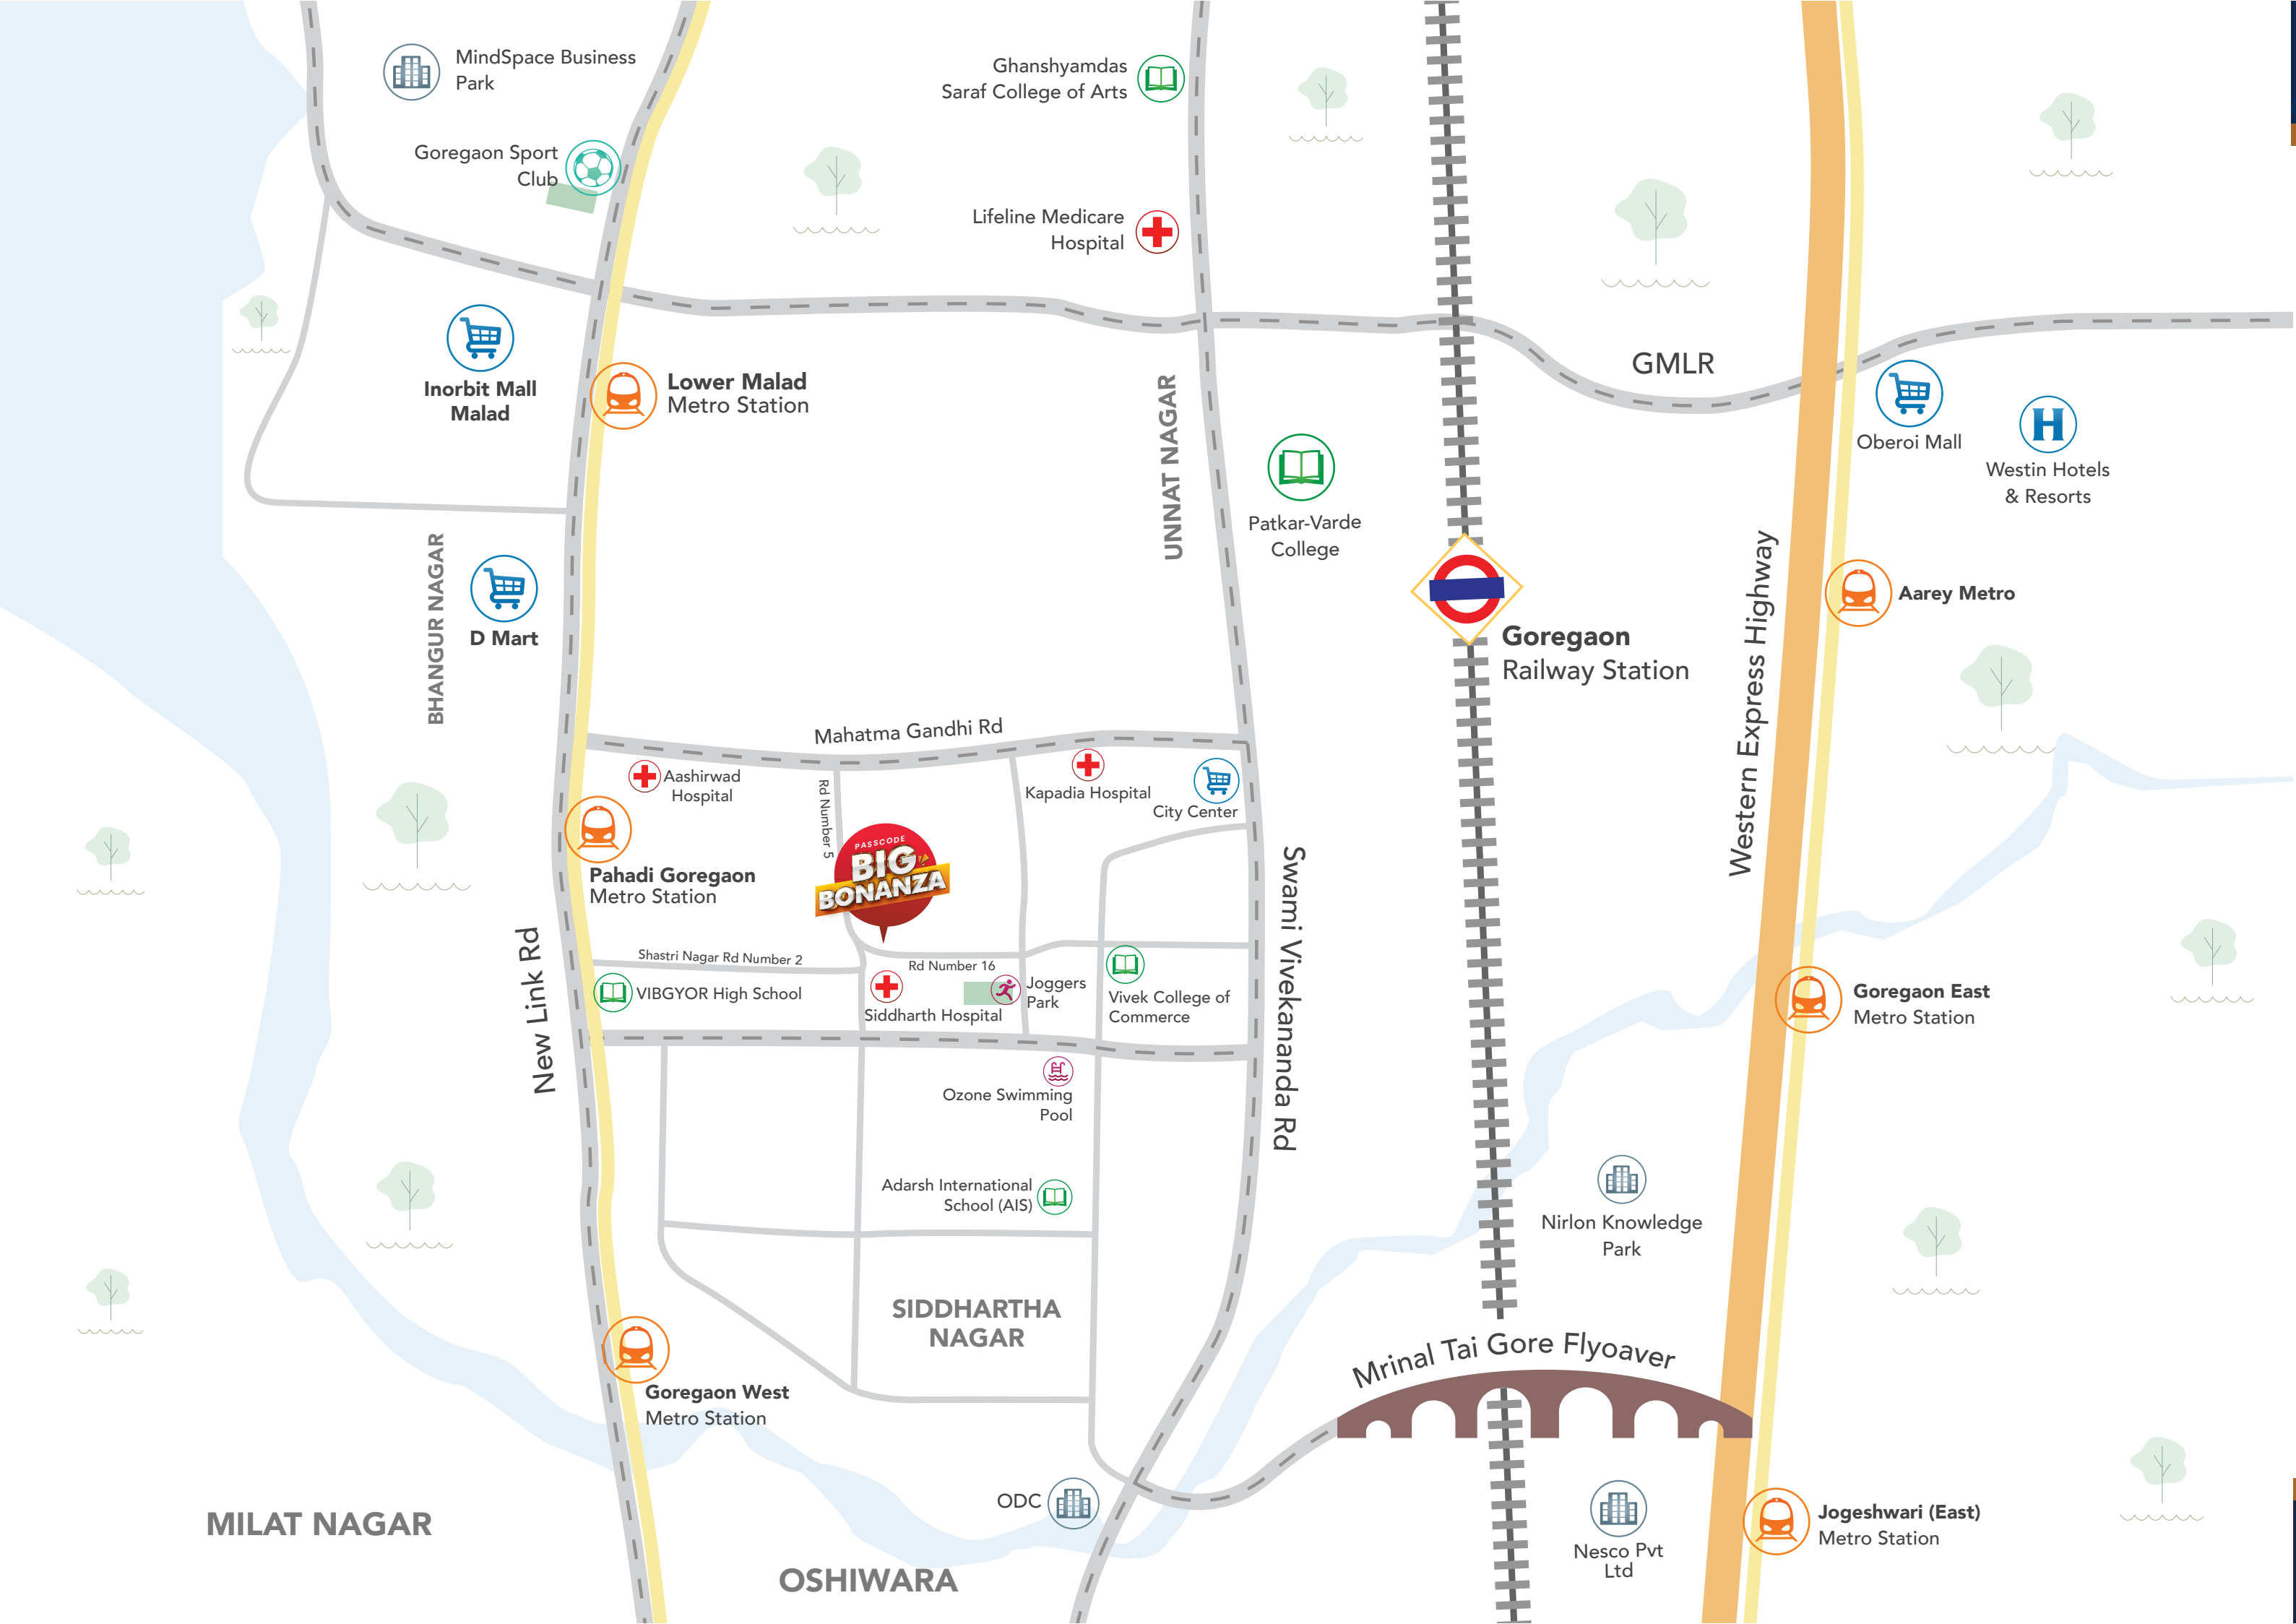 MindSpace Business
Park
Ghanshyamdas
Saraf College of Arts
Goregaon Sport
Club
Lifeline Medicare
Hospital
GMLR
Inorbit Mall
Malad
Lower Malad
Metro Station
UNNAT NAGAR
Oberoi Mall
Westin Hotels
& Resorts
Patkar-Varde
College
BHANGUR NAGAR
D Mart
Goregaon
Railway Station
Western Express Highway
Aarey Metro
Mahatma Gandhi Rd
Aashirwad
Hospital
Rd Number 5
Kapadia Hospital
City Center
PASSCODE
BIG
BONANZA
Pahadi Goregaon
Metro Station
Swami Vivekananda Rd
New Link Rd
Shastri Nagar Rd Number 2
Rd Number 16
VIBGYOR High School
Siddharth Hospital
Joggers
Park
Vivek College of
Commerce
Goregaon East
Metro Station
Ozone Swimming
Pool
Adarsh International
School (AIS)
Nirlon Knowledge
Park
SIDDHARTHA
NAGAR
Mrinal Tai Gore Flyoaver
Goregaon West
Metro Station
ODC
MILAT NAGAR
OSHIWARA
Nesco Pvt
Ltd
Jogeshwari (East)
Metro Station
H